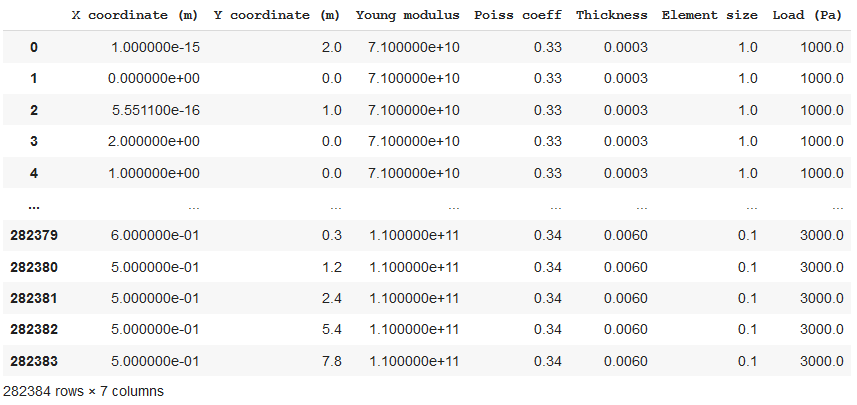 X coordinate (m) Y coordinate (m) Young modulus Poiss coeff Thickness Element size Load (Pa)
0 1.000000e-15 2.0 7.100000e+10 0.33 0.0003 1.0 1000.0
1 0.000000e+00 0.0 7.100000e+10 0.33 0.0003 1.0 1000.0
2 5.551100e-16 1.0 7.100000e+10 0.33 0.0003 1.0 1000.0
3 2.000000e+00 0.0 7.100000e+10 0.33 0.0003 1.0 1000.0
4 1.000000e+00 0.0 7.100000e+10 0.33 0.0003 1.0 1000.0
... ... ... ... ... ... ... ...
282379 6.000000e-01 0.3 1.100000e+11 0.34 0.0060 0.1 3000.0
282380 5.000000e-01 1.2 1.100000e+11 0.34 0.0060 0.1 3000.0
282381 5.000000e-01 2.4 1.100000e+11 0.34 0.0060 0.1 3000.0
282382 5.000000e-01 5.4 1.100000e+11 0.34 0.0060 0.1 3000.0
282383 5.000000e-01 7.8 1.100000e+11 0.34 0.0060 0.1 3000.0
282384 rows × 7 columns